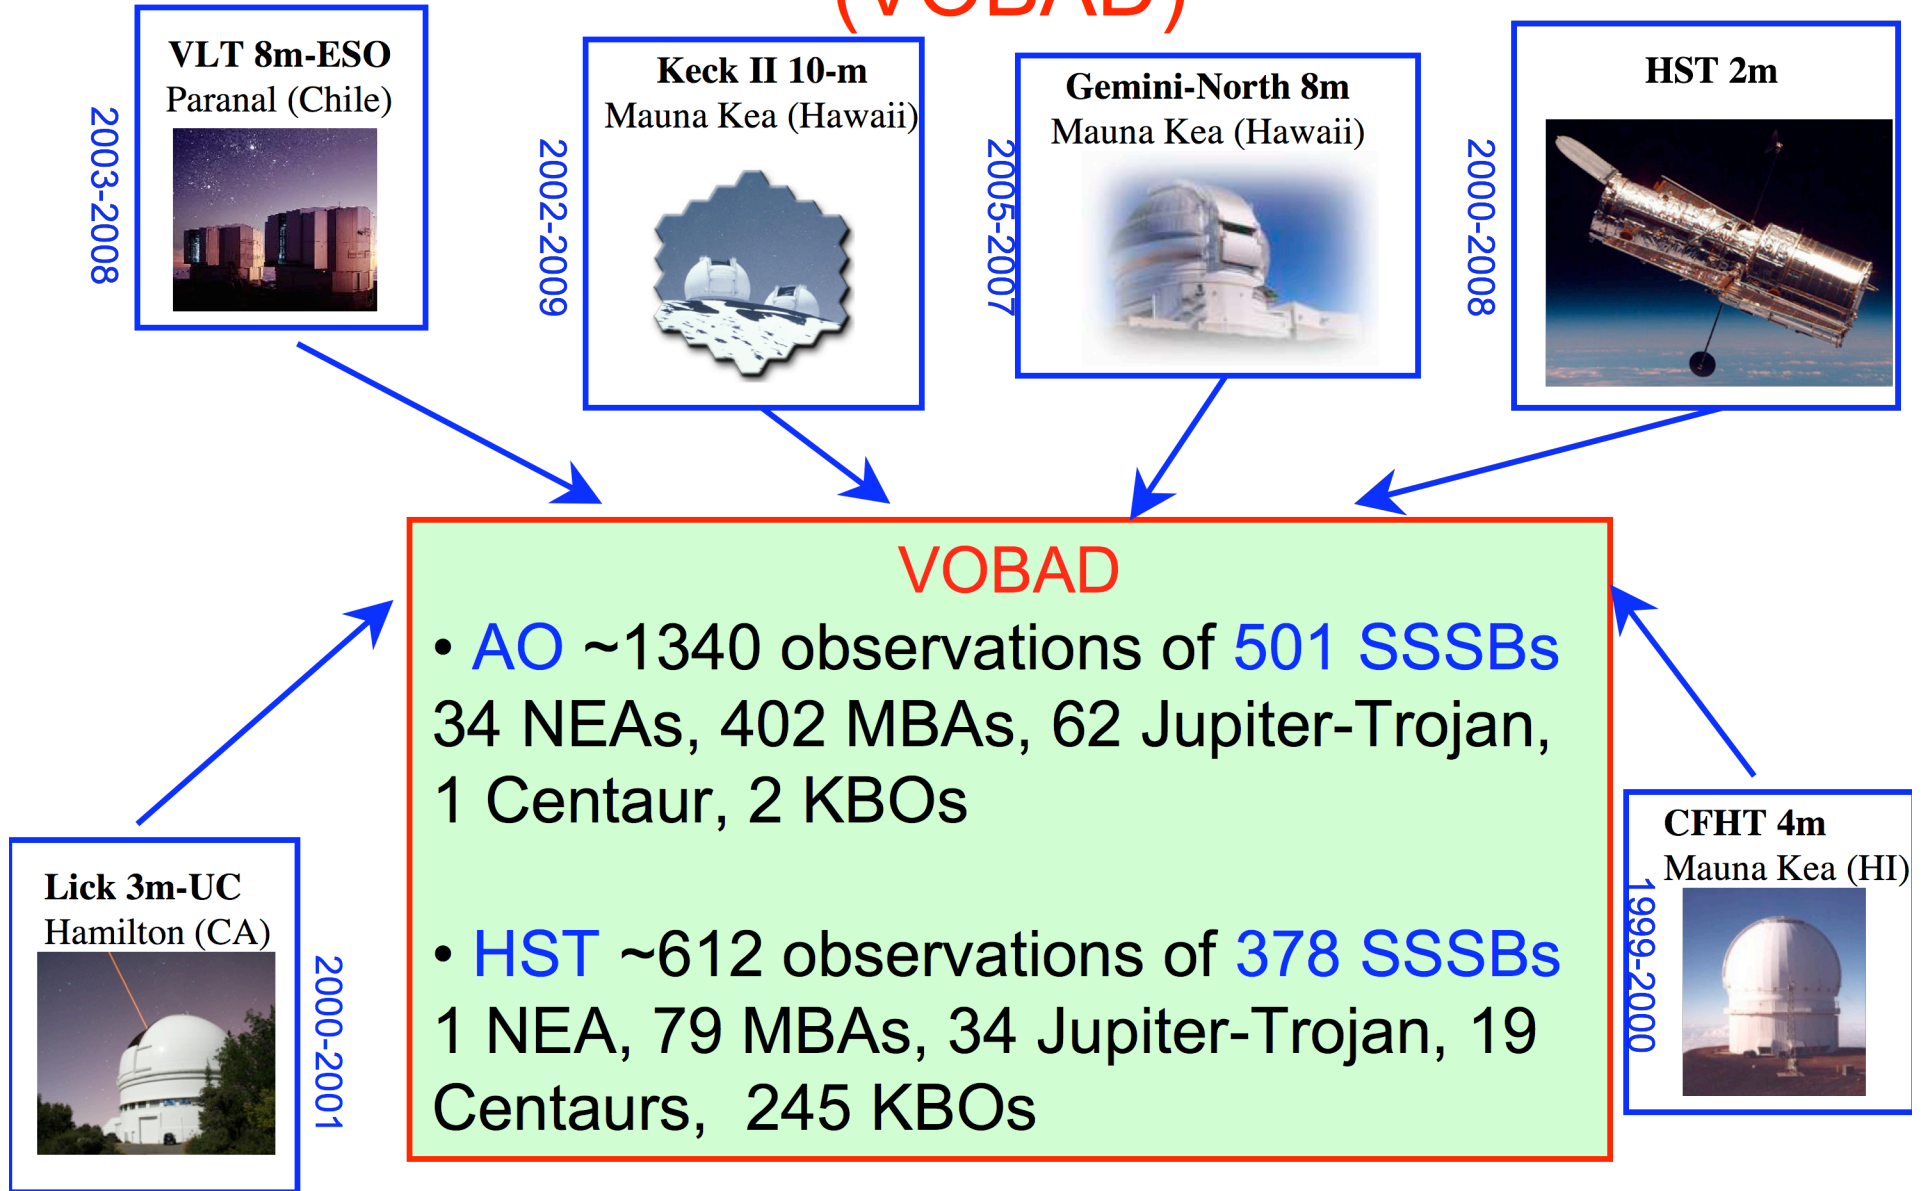 (VOBAD)
VLT 8m-ESO
Paranal (Chile)
2003-2008
Keck II 10-m
Mauna Kea (Hawaii)
2002-2009
Gemini-North 8m
Mauna Kea (Hawaii)
2005-2007
HST 2m
2000-2008
VOBAD
• AO ~1340 observations of 501 SSSBs
34 NEAs, 402 MBAs, 62 Jupiter-Trojan,
1 Centaur, 2 KBOs
• HST ~612 observations of 378 SSSBs
1 NEA, 79 MBAs, 34 Jupiter-Trojan, 19
Centaurs, 245 KBOs
Lick 3m-UC
Hamilton (CA)
2000-2001
CFHT 4m
Mauna Kea (HI)
1999-2000